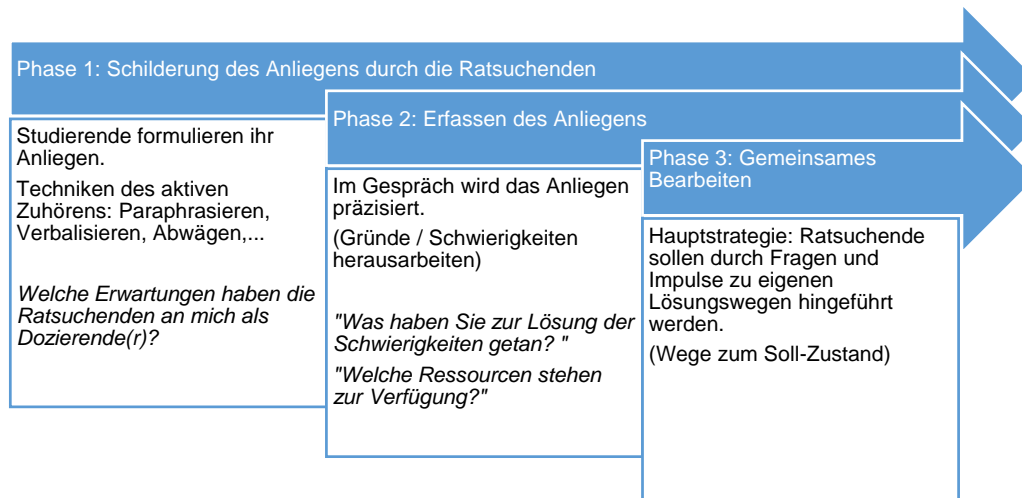 Phase 1: Schilderung des Anliegens durch die Ratsuchenden
Studierende formulieren ihr
Anliegen.
Techniken des aktiven
Zuhörens: Paraphrasieren,
Verbalisieren, Abwägen,...
Welche Erwartungen haben die
Ratsuchenden an mich als
Dozierende(r)?
Phase 2: Erfassen des Anliegens
Im Gespräch wird das Anliegen
präzisiert.
(Gründe / Schwierigkeiten
herausarbeiten)
"Was haben Sie zur Lösung der
Schwierigkeiten getan? "
"Welche Ressourcen stehen
zur Verfügung?"
Phase 3: Gemeinsames
Bearbeiten
Hauptstrategie: Ratsuchende
sollen durch Fragen und
Impulse zu eigenen
Lösungswegen hingeführt
werden.
(Wege zum Soll-Zustand)